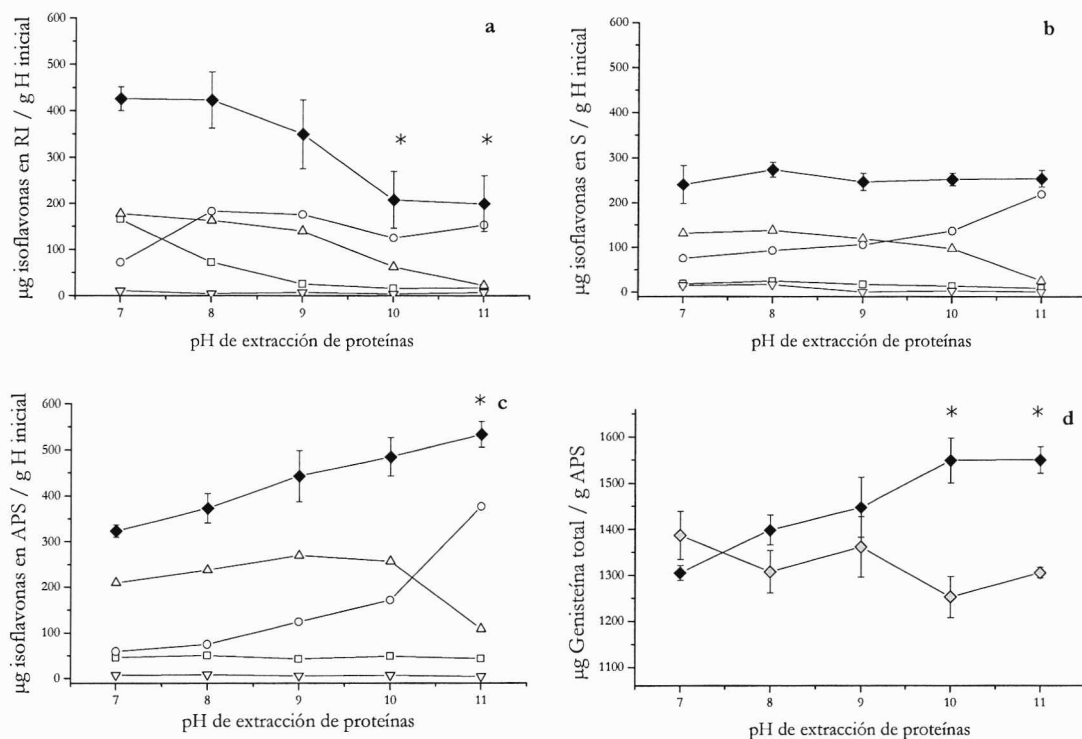 a
600
500
400
300
200
100
0
7 8 9 10 11
* *
µg isoflavonas en RI / g H inicial
pH de extracción de proteínas
b
600
500
400
300
200
100
0
7 8 9 10 11
µg isoflavonas en S / g H inicial
pH de extracción de proteínas
c
600
500
400
300
200
100
0
7 8 9 10 11
*
µg isoflavonas en APS / g H inicial
pH de extracción de proteínas
d
1600
1500
1400
1300
1200
1100
7 8 9 10 11
* *
µg Genisteína total / g APS
pH de extracción de proteínas